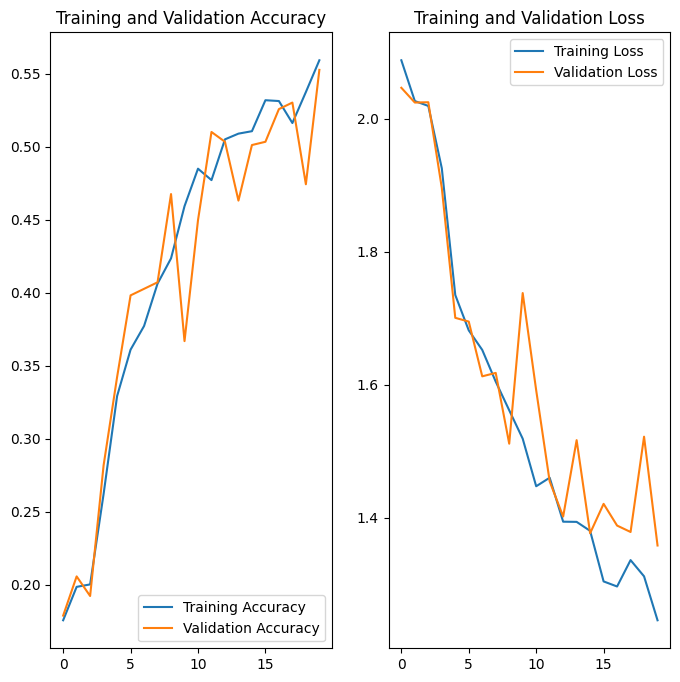 Training and Validation Accuracy
0.55
0.50
0.45
0.40
0.35
0.30
0.25
0.20
Training Accuracy
Validation Accuracy
0 5 10 15
Training and Validation Loss
Training Loss
Validation Loss
2.0
1.8
1.6
1.4
0 5 10 15